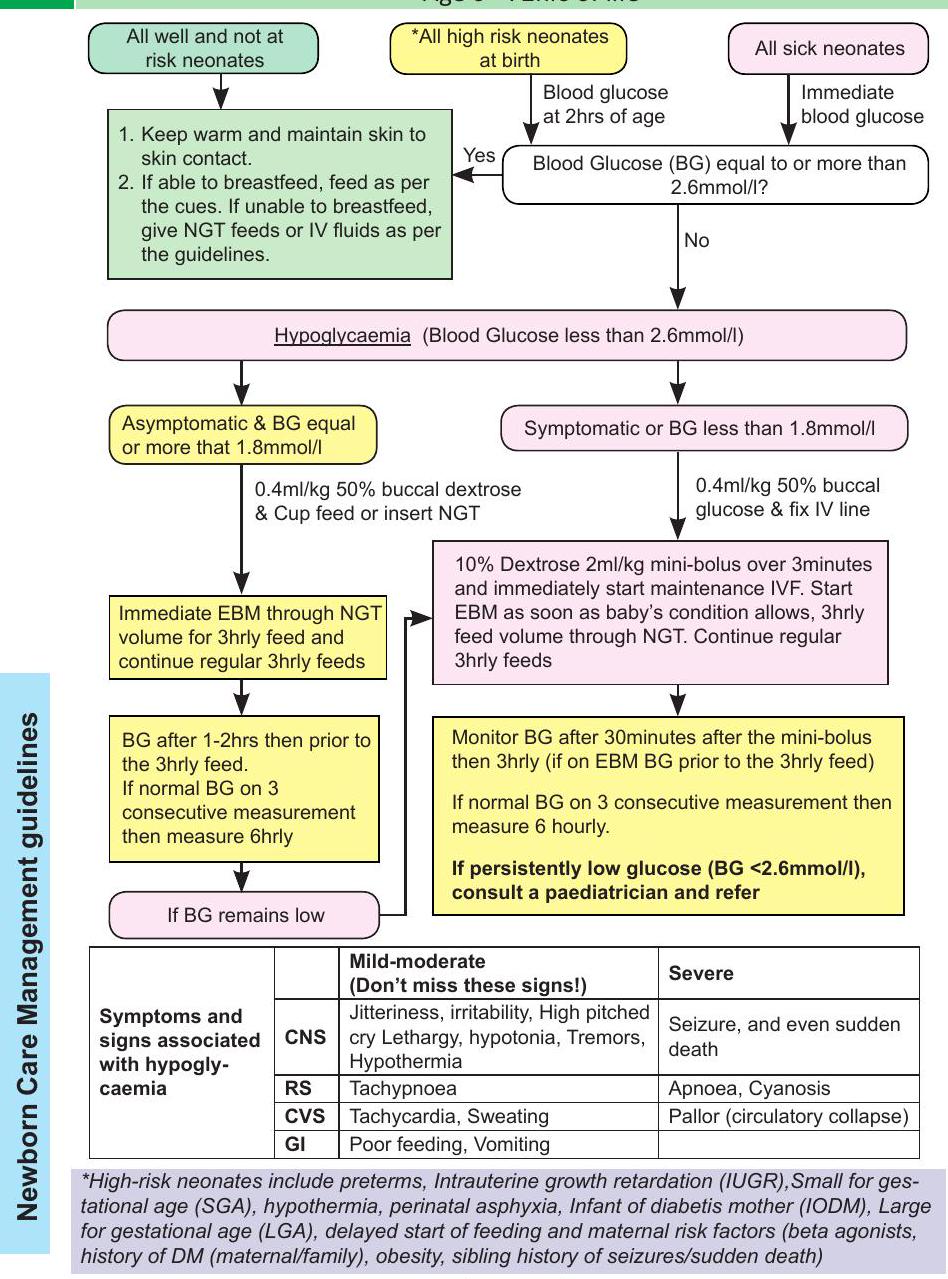 All well and not at
risk neonates
*All high risk neonates
at birth
All sick neonates
Blood glucose
at 2hrs of age
Immediate
blood glucose
1. Keep warm and maintain skin to
skin contact.
2. If able to breastfeed, feed as per
the cues. If unable to breastfeed,
give NGT feeds or IV fluids as per
the guidelines.
Yes
Blood Glucose (BG) equal to or more than
2.6mmol/l?
No
Hypoglycaemia (Blood Glucose less than 2.6mmol/l)
Asymptomatic & BG equal
or more that 1.8mmol/l
Symptomatic or BG less than 1.8mmol/l
0.4ml/kg 50% buccal dextrose
& Cup feed or insert NGT
0.4ml/kg 50% buccal
glucose & fix IV line
Immediate EBM through NGT
volume for 3hrly feed and
continue regular 3hrly feeds
10% Dextrose 2ml/kg mini-bolus over 3minutes
and immediately start maintenance IVF. Start
EBM as soon as baby's condition allows, 3hrly
feed volume through NGT. Continue regular
3hrly feeds
BG after 1-2hrs then prior to
the 3hrly feed.
If normal BG on 3
consecutive measurement
then measure 6hrly
Monitor BG after 30minutes after the mini-bolus
then 3hrly (if on EBM BG prior to the 3hrly feed)
If normal BG on 3 consecutive measurement then
measure 6 hourly.
If persistently low glucose (BG <2.6mmol/l),
consult a paediatrician and refer
If BG remains low
Newborn Care Management guidelines
Symptoms and
signs associated
with hypogly-
caemia
Mild-moderate
(Don't miss these signs!)
Severe
CNS
Jitteriness, irritability, High pitched
cry Lethargy, hypotonia, Tremors,
Hypothermia
Seizure, and even sudden
death
RS
Tachypnoea
Apnoea, Cyanosis
CVS
Tachycardia, Sweating
Pallor (circulatory collapse)
GI
Poor feeding, Vomiting
*High-risk neonates include preterms, Intrauterine growth retardation (IUGR),Small for ges-
tational age (SGA), hypothermia, perinatal asphyxia, Infant of diabetis mother (IODM), Large
for gestational age (LGA), delayed start of feeding and maternal risk factors (beta agonists,
history of DM (maternal/family), obesity, sibling history of seizures/sudden death)